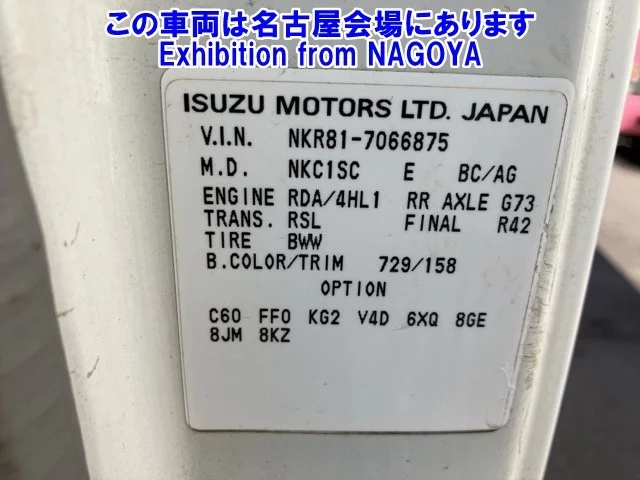 この車両は名古屋会場にあります
Exhibition from NAGOYA
ISUZU MOTORS LTD. JAPAN
V.I.N. NKR81-7066875
M.D. NKC1SC E BC/AG
ENGINE RDA/4HL1 RR AXLE G73
TRANS. RSL FINAL R42
TIRE BWW
B.COLOR/TRIM 729/158
OPTION
C60 FF0 KG2 V4D 6XQ 8GE
8JM 8KZ